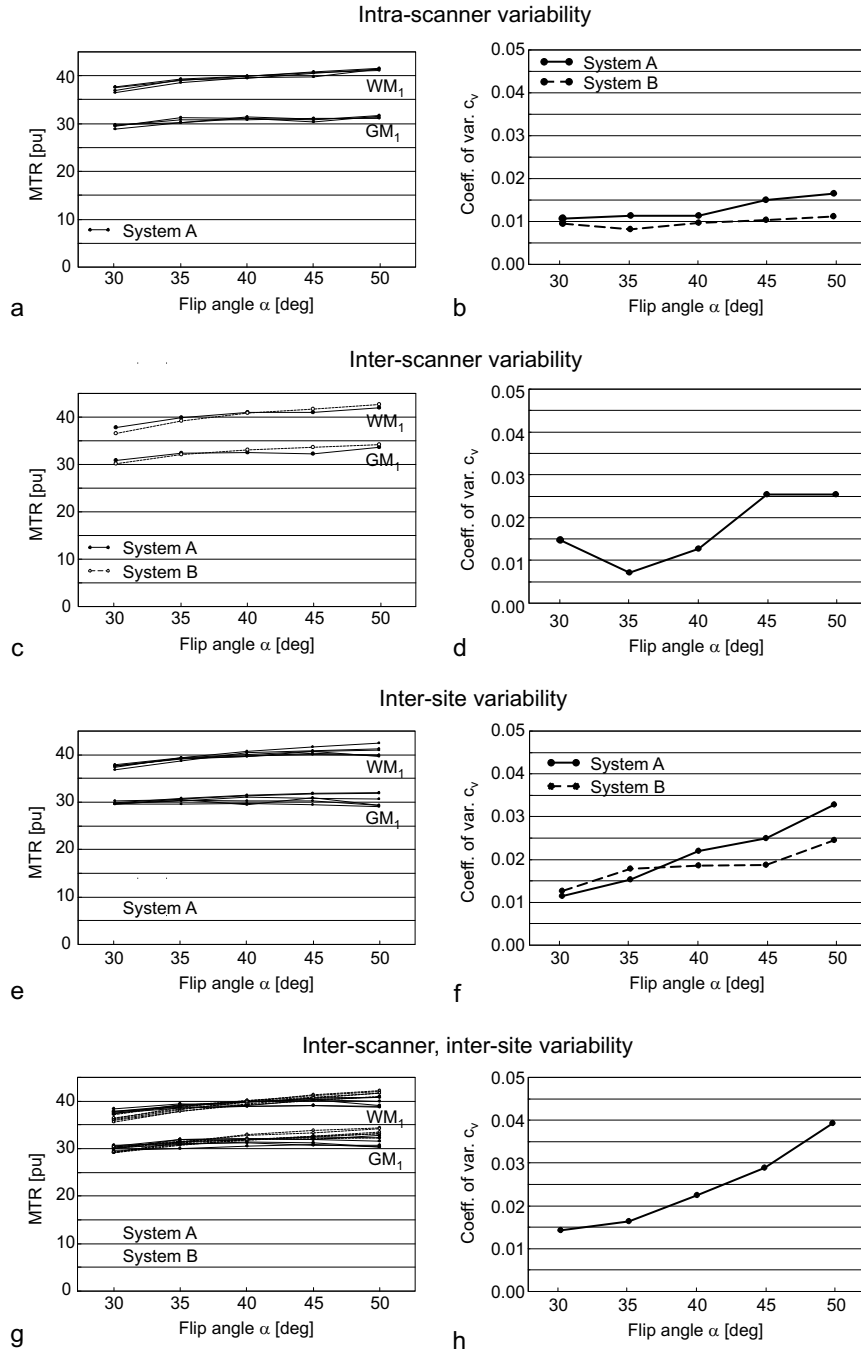 Intra-scanner variability
MTR [pu]
40
30
20
10
0
WM1
GM1
System A
30 35 40 45 50
Flip angle α [deg]
a
Coeff. of var. cv
0.05
0.04
0.03
0.02
0.01
0.00
System A
System B
30 35 40 45 50
Flip angle α [deg]
b
Inter-scanner variability
MTR [pu]
40
30
20
10
0
WM1
GM1
System A
System B
30 35 40 45 50
Flip angle α [deg]
c
Coeff. of var. cv
0.05
0.04
0.03
0.02
0.01
0.00
30 35 40 45 50
Flip angle α [deg]
d
Inter-site variability
MTR [pu]
40
30
20
10
0
WM1
GM1
System A
30 35 40 45 50
Flip angle α [deg]
e
Coeff. of var. cv
0.05
0.04
0.03
0.02
0.01
0.00
System A
System B
30 35 40 45 50
Flip angle α [deg]
f
Inter-scanner, inter-site variability
MTR [pu]
40
30
20
10
0
WM1
GM1
System A
System B
30 35 40 45 50
Flip angle α [deg]
g
Coeff. of var. cv
0.05
0.04
0.03
0.02
0.01
0.00
30 35 40 45 50
Flip angle α [deg]
h